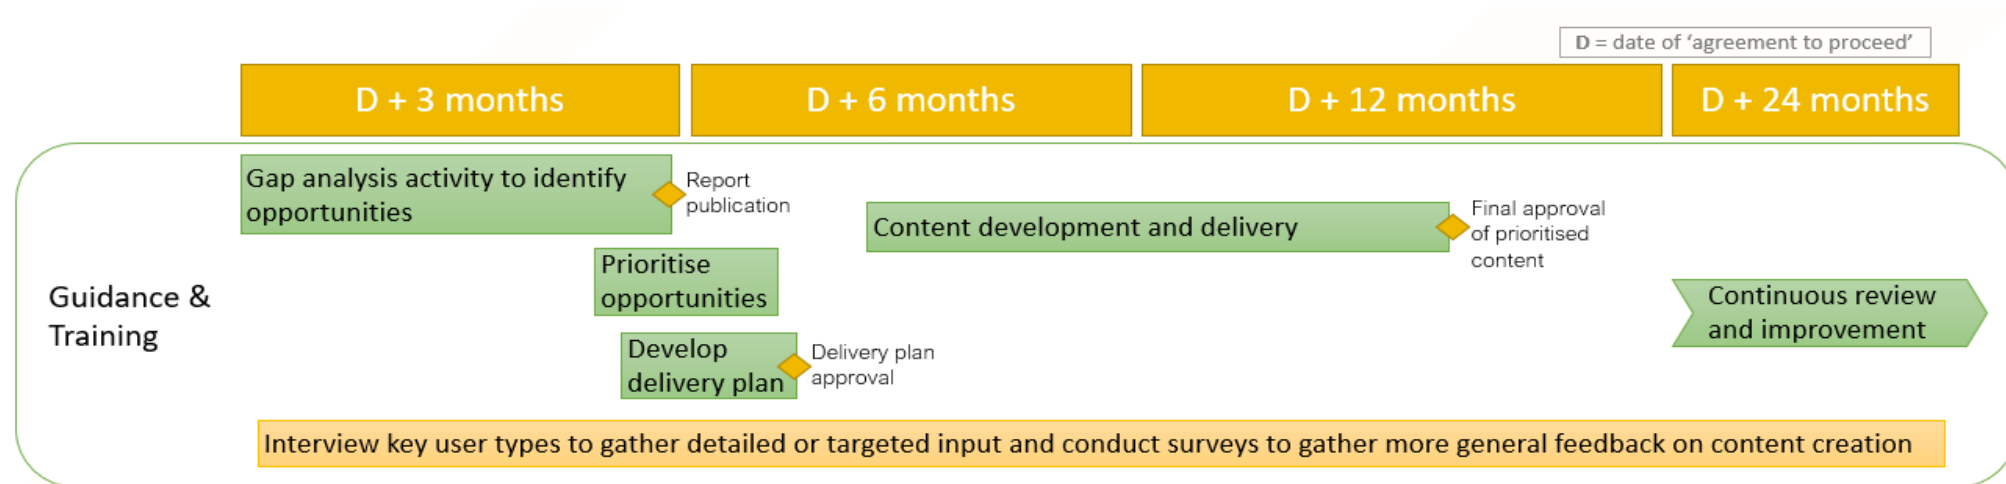 D = date of ‘agreement to proceed’
D + 3 months
D + 6 months
D + 12 months
D + 24 months
Guidance &
Training
Gap analysis activity to identify
opportunities
Report
publication
Content development and delivery
Final approval
of prioritised
content
Prioritise
opportunities
Continuous review
and improvement
Develop
delivery plan
Delivery plan
approval
Interview key user types to gather detailed or targeted input and conduct surveys to gather more general feedback on content creation